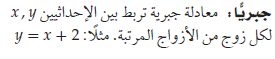 جبريًّا: معادلة جبرية تربط بين الإحداثيين x , y
لكل زوج من الأزواج المرتبة. مثلًا: y = x + 2